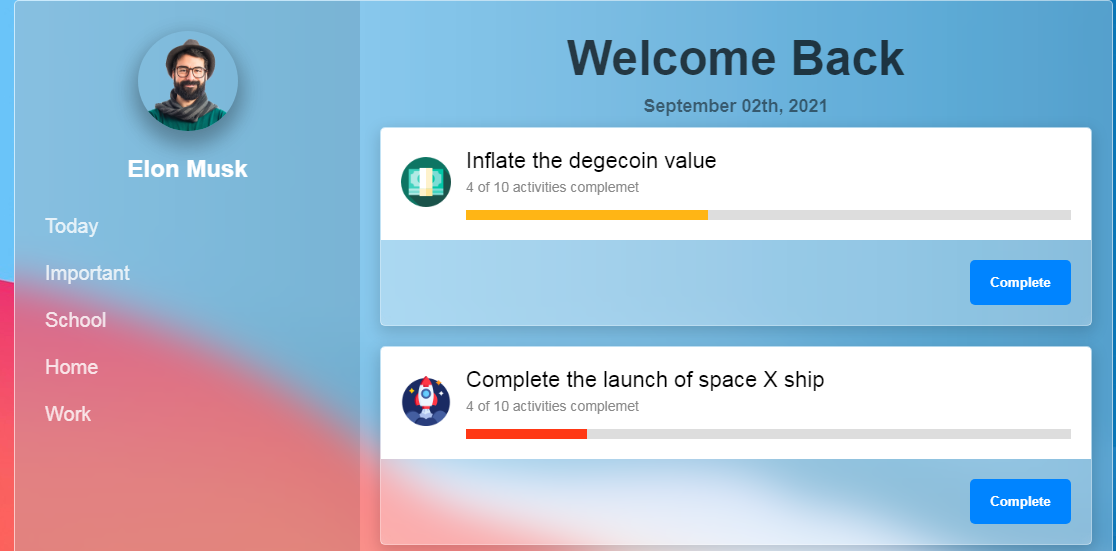 Elon Musk
Today
Important
School
Home
Work
Welcome Back
September 02th, 2021
Inflate the degecoin value
4 of 10 activities complemet
Complete
Complete the launch of space X ship
4 of 10 activities complemet
Complete